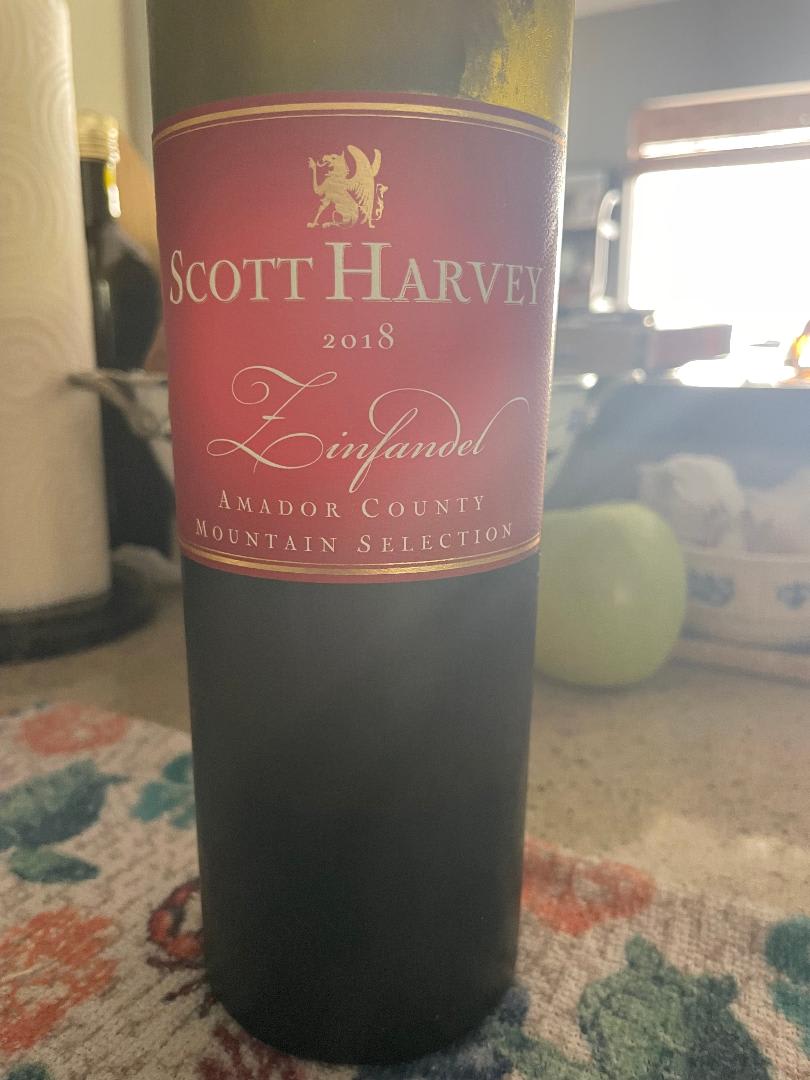 Scott Harvey
2018
Zinfandel
Amador County
Mountain Selection